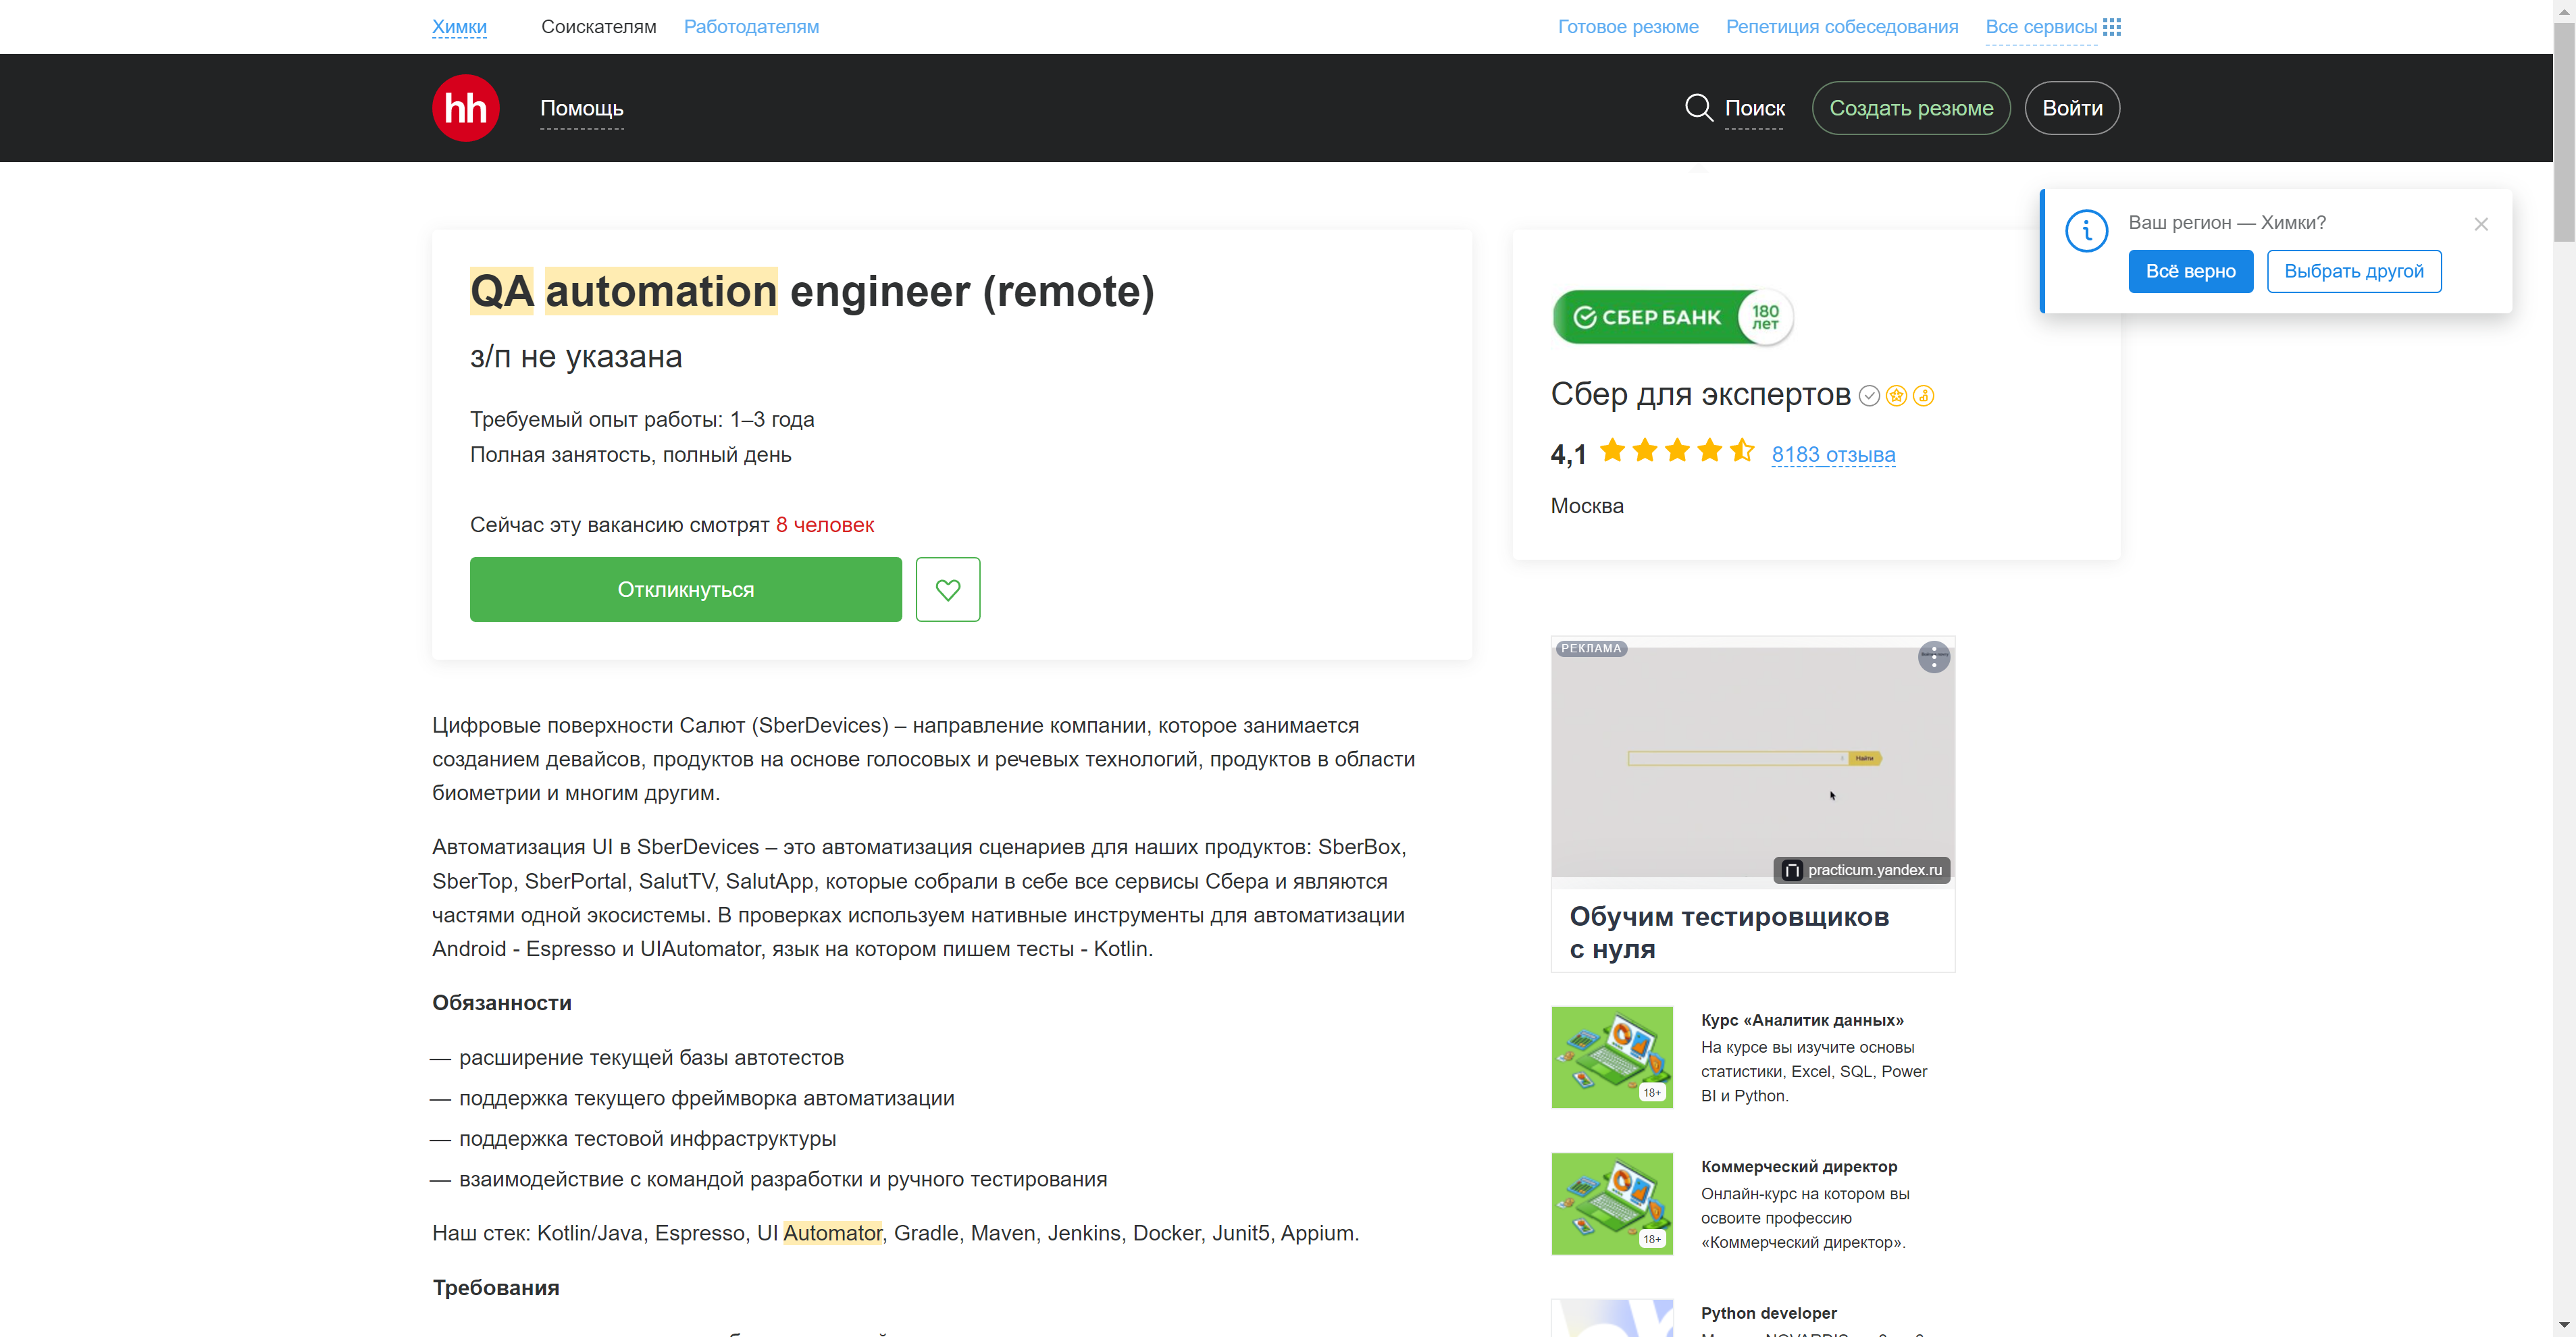 Химки Соискателям Работодателям Готовое резюме Репетиция собеседования Все сервисы
hh Помощь Поиск Создать резюме Войти
Ваш регион — Химки?
Всё верно Выбрать другой
QA automation engineer (remote)
з/п не указана
Требуемый опыт работы: 1–3 года
Полная занятость, полный день
Сейчас эту вакансию смотрят 8 человек
Откликнуться
СБЕР БАНК 180 лет
Сбер для экспертов
4,1 8183 отзыва
Москва
Цифровые поверхности Салют (SberDevices) – направление компании, которое занимается
созданием девайсов, продуктов на основе голосовых и речевых технологий, продуктов в области
биометрии и многим другим.
Автоматизация UI в SberDevices – это автоматизация сценариев для наших продуктов: SberBox,
SberTop, SberPortal, SalutTV, SalutApp, которые собрали в себе все сервисы Сбера и являются
частями одной экосистемы. В проверках используем нативные инструменты для автоматизации
Android - Espresso и UIAutomator, язык на котором пишем тесты - Kotlin.
Обязанности
— расширение текущей базы автотестов
— поддержка текущего фреймворка автоматизации
— поддержка тестовой инфраструктуры
— взаимодействие с командой разработки и ручного тестирования
Наш стек: Kotlin/Java, Espresso, UI Automator, Gradle, Maven, Jenkins, Docker, Junit5, Appium.
Требования
РЕКЛАМА
Найти
practicum.yandex.ru
Обучим тестировщиков
с нуля
Курс «Аналитик данных»
На курсе вы изучите основы
статистики, Excel, SQL, Power
BI и Python.
18+
Коммерческий директор
Онлайн-курс на котором вы
освоите профессию
«Коммерческий директор».
18+
Python developer